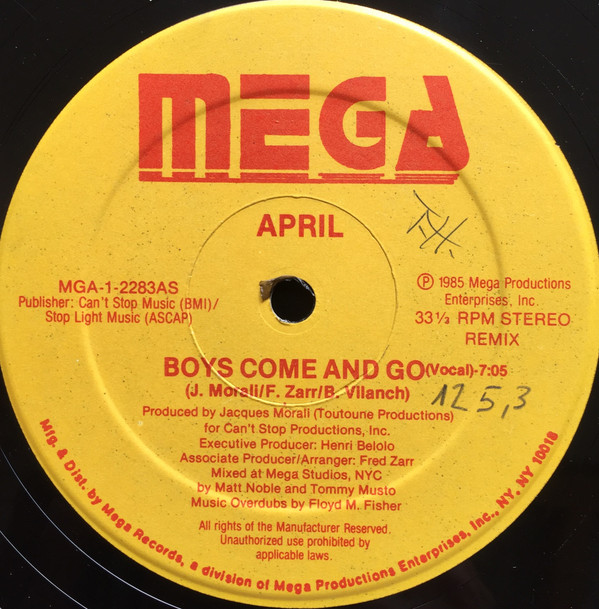 MEGA
APRIL
MGA-1-2283AS
Publisher: Can't Stop Music (BMI)/
Stop Light Music (ASCAP)
Ⓟ 1985 Mega Productions
Enterprises, Inc.
33⅓ RPM STEREO
REMIX
BOYS COME AND GO (Vocal)-7:05
(J. Morali/F. Zarr/B. Vilanch)
125,3
Produced by Jacques Morali (Toutoune Productions)
for Can't Stop Productions, Inc.
Executive Producer: Henri Belolo
Associate Producer/Arranger: Fred Zarr
Mixed at Mega Studios, NYC
by Matt Noble and Tommy Musto
Music Overdubs by Floyd M. Fisher
All rights of the Manufacturer Reserved.
Unauthorized use prohibited by
applicable laws.
Mfg. & Dist. by Mega Records, a division of Mega Productions Enterprises, Inc., NY, NY 10018